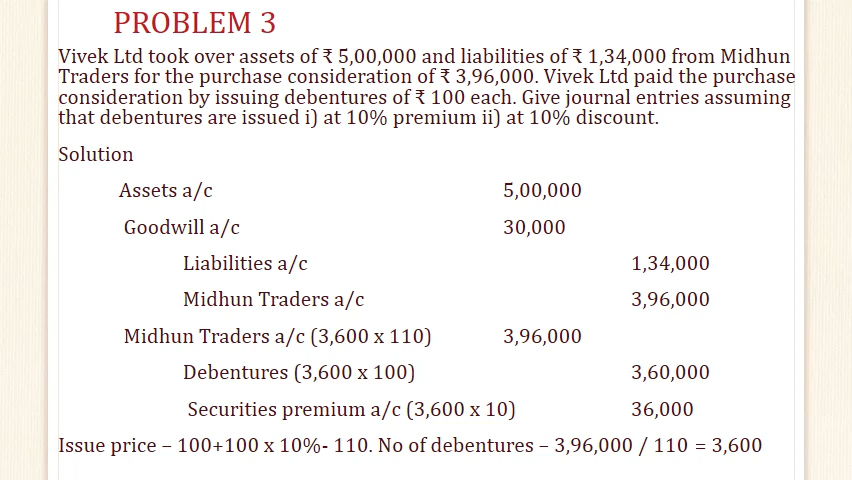 PROBLEM 3
Vivek Ltd took over assets of ₹ 5,00,000 and liabilities of ₹ 1,34,000 from Midhun
Traders for the purchase consideration of ₹ 3,96,000. Vivek Ltd paid the purchase
consideration by issuing debentures of ₹ 100 each. Give journal entries assuming
that debentures are issued i) at 10% premium ii) at 10% discount.
Solution
Assets a/c 5,00,000
Goodwill a/c 30,000
Liabilities a/c 1,34,000
Midhun Traders a/c 3,96,000
Midhun Traders a/c (3,600 x 110) 3,96,000
Debentures (3,600 x 100) 3,60,000
Securities premium a/c (3,600 x 10) 36,000
Issue price – 100+100 x 10%- 110. No of debentures – 3,96,000 / 110 = 3,600